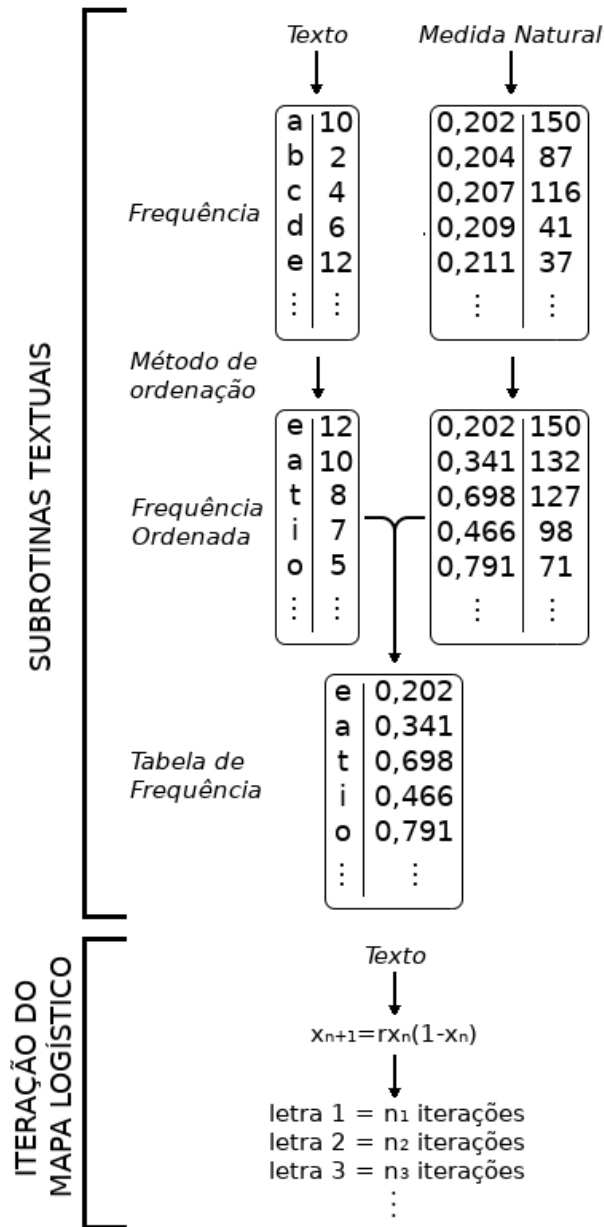 SUBROTINAS TEXTUAIS
Texto
Medida Natural
Frequência
a 10
b 2
c 4
d 6
e 12
⋮ ⋮
0,202 150
0,204 87
0,207 116
0,209 41
0,211 37
⋮ ⋮
Método de
ordenação
Frequência
Ordenada
e 12
a 10
t 8
i 7
o 5
⋮ ⋮
0,202 150
0,341 132
0,698 127
0,466 98
0,791 71
⋮ ⋮
Tabela de
Frequência
e 0,202
a 0,341
t 0,698
i 0,466
o 0,791
⋮ ⋮
ITERAÇÃO DO
MAPA LOGÍSTICO
Texto
xₙ₊₁=rxₙ(1-xₙ)
letra 1 = n₁ iterações
letra 2 = n₂ iterações
letra 3 = n₃ iterações
⋮